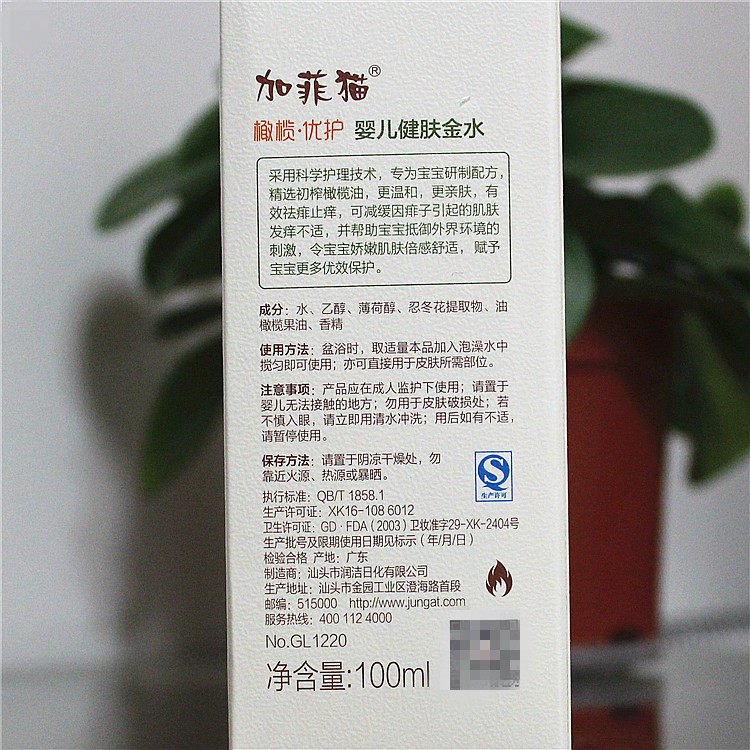 加菲猫®
橄榄·优护 婴儿健肤金水
采用科学护理技术，专为宝宝研制配方，
精选初榨橄榄油，更温和，更亲肤，有
效祛痱止痒，可减缓因痱子引起的肌肤
发痒不适，并帮助宝宝抵御外界环境的
刺激，令宝宝娇嫩肌肤倍感舒适，赋予
宝宝更多优效保护。
成分：水、乙醇、薄荷醇、忍冬花提取物、油
橄榄果油、香精
使用方法：盆浴时，取适量本品加入泡澡水中
搅匀即可使用；亦可直接用于皮肤所需部位。
注意事项：产品应在成人监护下使用；请置于
婴儿无法接触的地方；勿用于皮肤破损处；若
不慎入眼，请立即用清水冲洗；用后如有不适，
请暂停使用。
保存方法：请置于阴凉干燥处，勿
靠近火源、热源或暴晒。
生产许可
执行标准：QB/T 1858.1
生产许可证：XK16-108 6012
卫生许可证：GD·FDA（2003）卫妆准字29-XK-2404号
生产批号及限期使用日期见标示（年/月/日）
检验合格 产地：广东
制造商：汕头市润洁日化有限公司
生产地址：汕头市金园工业区澄海路首段
邮编：515000 http://www.jungat.com
服务热线：400 112 4000
No.GL1220
净含量:100ml